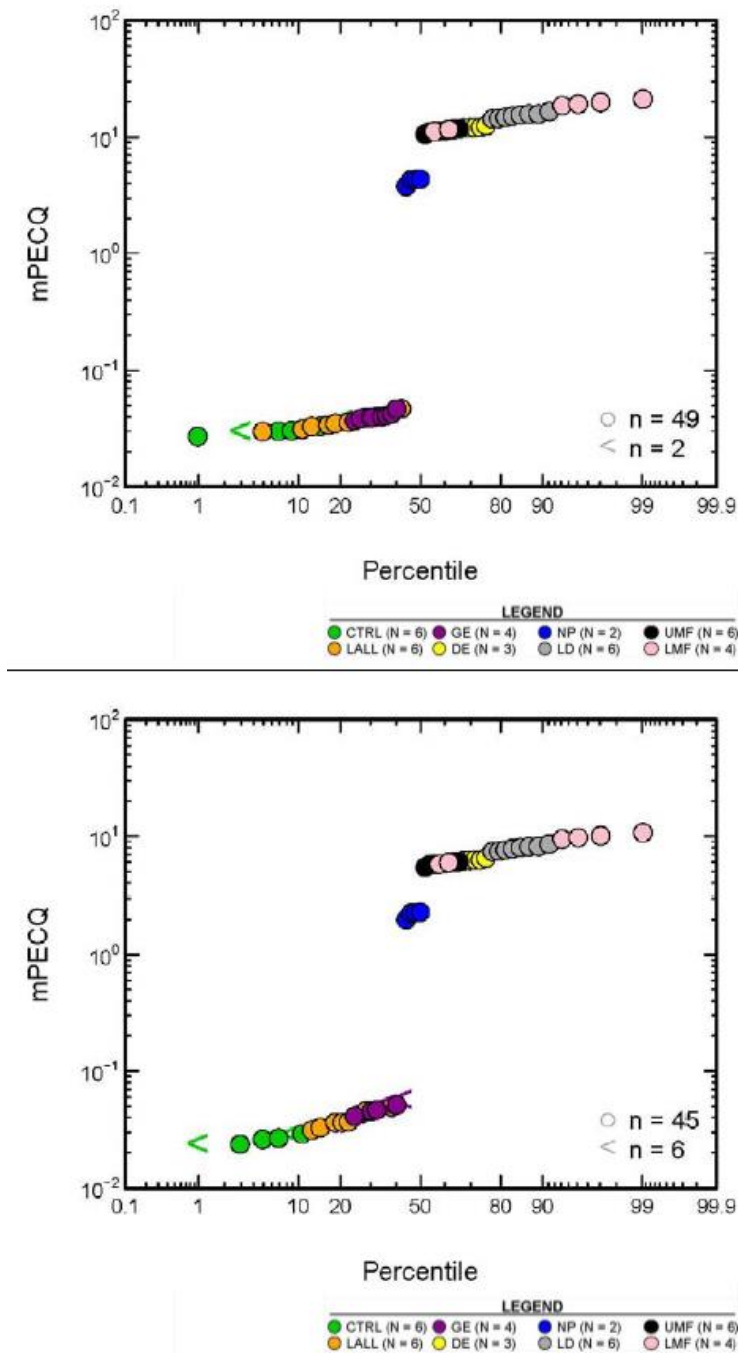 10²
10¹
10⁰
10⁻¹
10⁻²
mPECQ
n = 49
< n = 2
0.1 1 10 20 50 80 90 99 99.9
Percentile
LEGEND
CTRL (N = 6) GE (N = 4) NP (N = 2) UMF (N = 6)
LALL (N = 6) DE (N = 3) LD (N = 6) LMF (N = 4)
10²
10¹
10⁰
10⁻¹
10⁻²
mPECQ
n = 45
< n = 6
0.1 1 10 20 50 80 90 99 99.9
Percentile
LEGEND
CTRL (N = 6) GE (N = 4) NP (N = 2) UMF (N = 6)
LALL (N = 6) DE (N = 3) LD (N = 6) LMF (N = 4)